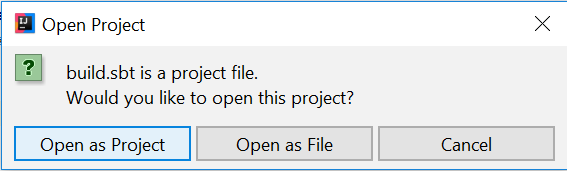 Open Project
build.sbt is a project file.
Would you like to open this project?
Open as Project
Open as File
Cancel